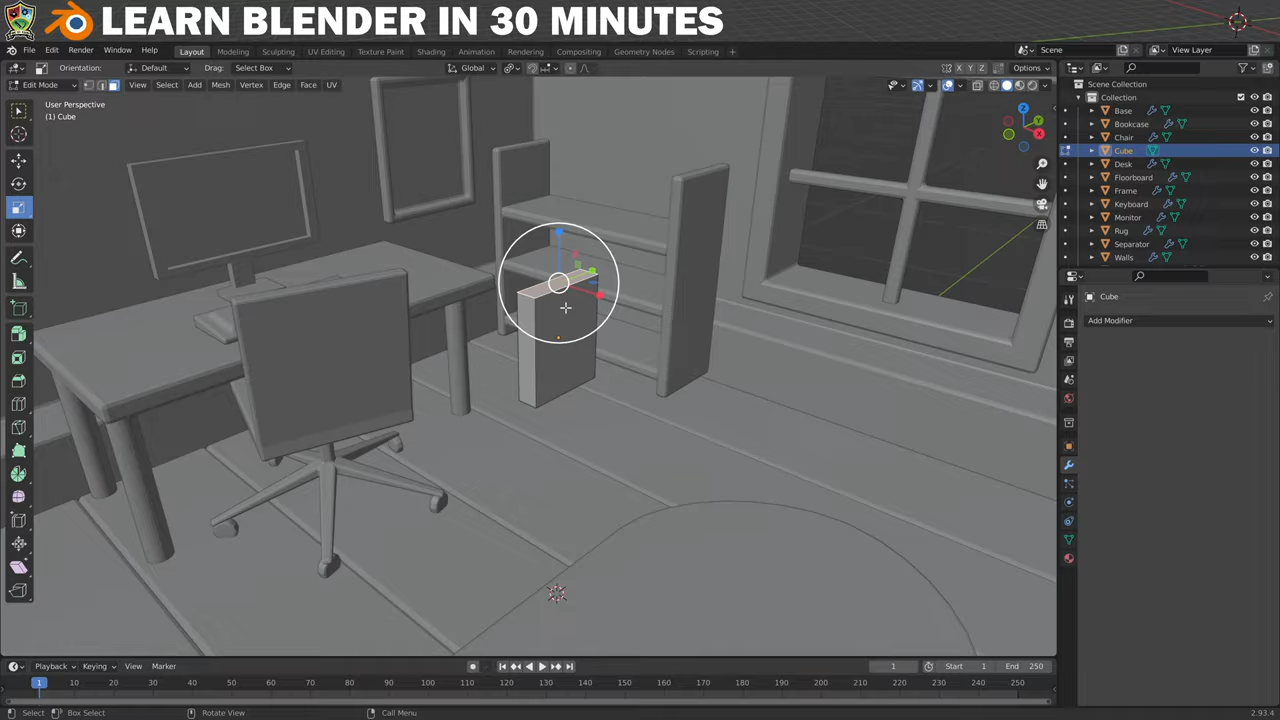 LEARN BLENDER IN 30 MINUTES
File Edit Render Window Help Layout Modeling Sculpting UV Editing Texture Paint Shading Animation Rendering Compositing Geometry Nodes Scripting + Scene View Layer
Orientation: Default Drag: Select Box Global X Y Z Options
Edit Mode View Select Add Mesh Vertex Edge Face UV
User Perspective
(1) Cube
Z
Y
X
Scene Collection
Collection
Base
Bookcase
Chair
Cube
Desk
Floorboard
Frame
Keyboard
Monitor
Rug
Separator
Walls
Cube
Add Modifier
Playback Keying View Marker 1 Start 1 End 250
1 10 20 30 40 50 60 70 80 90 100 110 120 130 140 150 160 170 180 190 200 210 220 230 240 250
Select Box Select Rotate View Call Menu 2.93.4